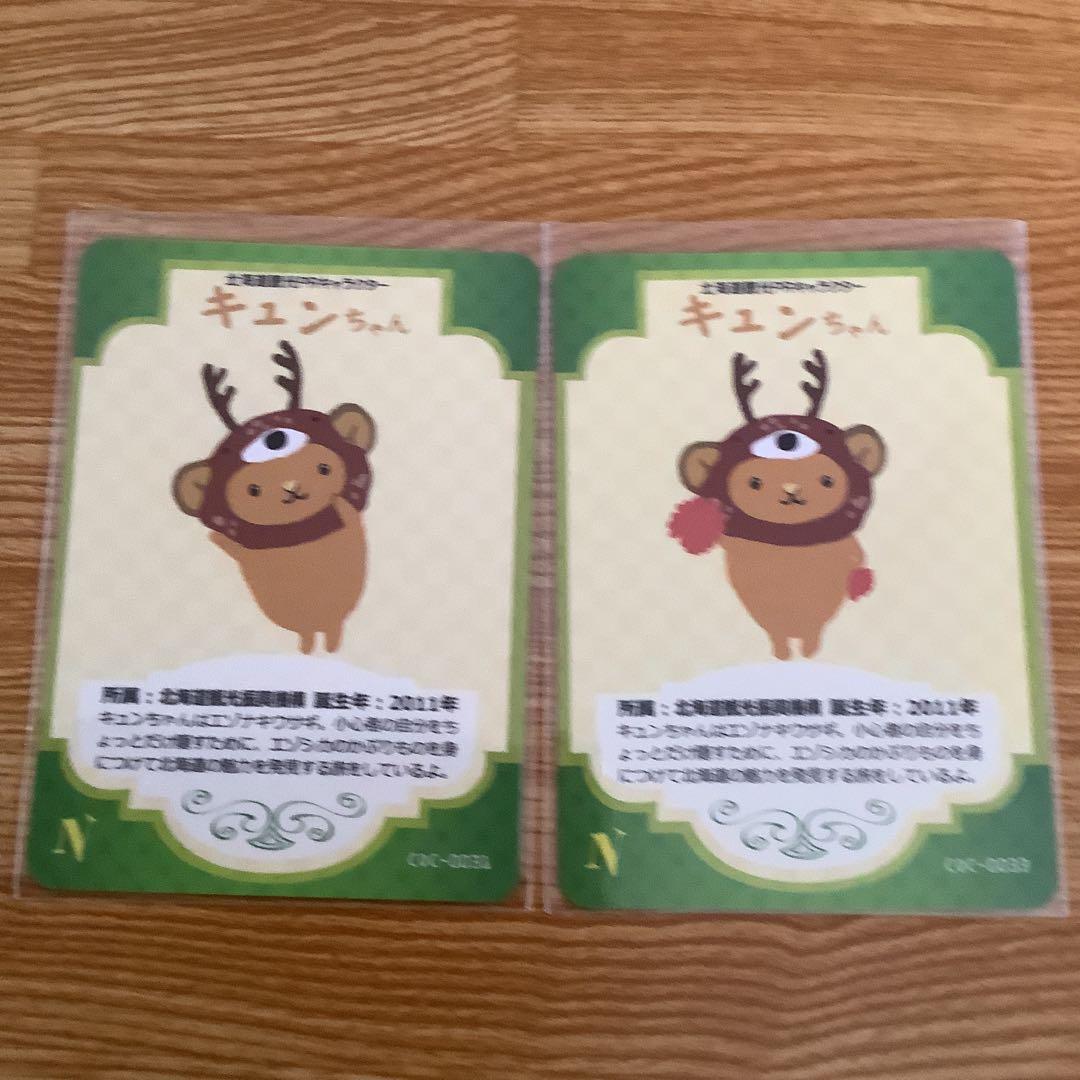 北海道観光PRキャラクター
キュンちゃん
所属：北海道観光振興機構 誕生年：2011年
キュンちゃんはエゾナキウサギ。小心者の自分をち
ょっとだけ隠すために、エゾシカのかぶりものを身
につけて北海道の魅力を発見する旅をしているよ。
N
COC-0031
北海道観光PRキャラクター
キュンちゃん
所属：北海道観光振興機構 誕生年：2011年
キュンちゃんはエゾナキウサギ。小心者の自分をち
ょっとだけ隠すために、エゾシカのかぶりものを身
につけて北海道の魅力を発見する旅をしているよ。
N
COC-0033